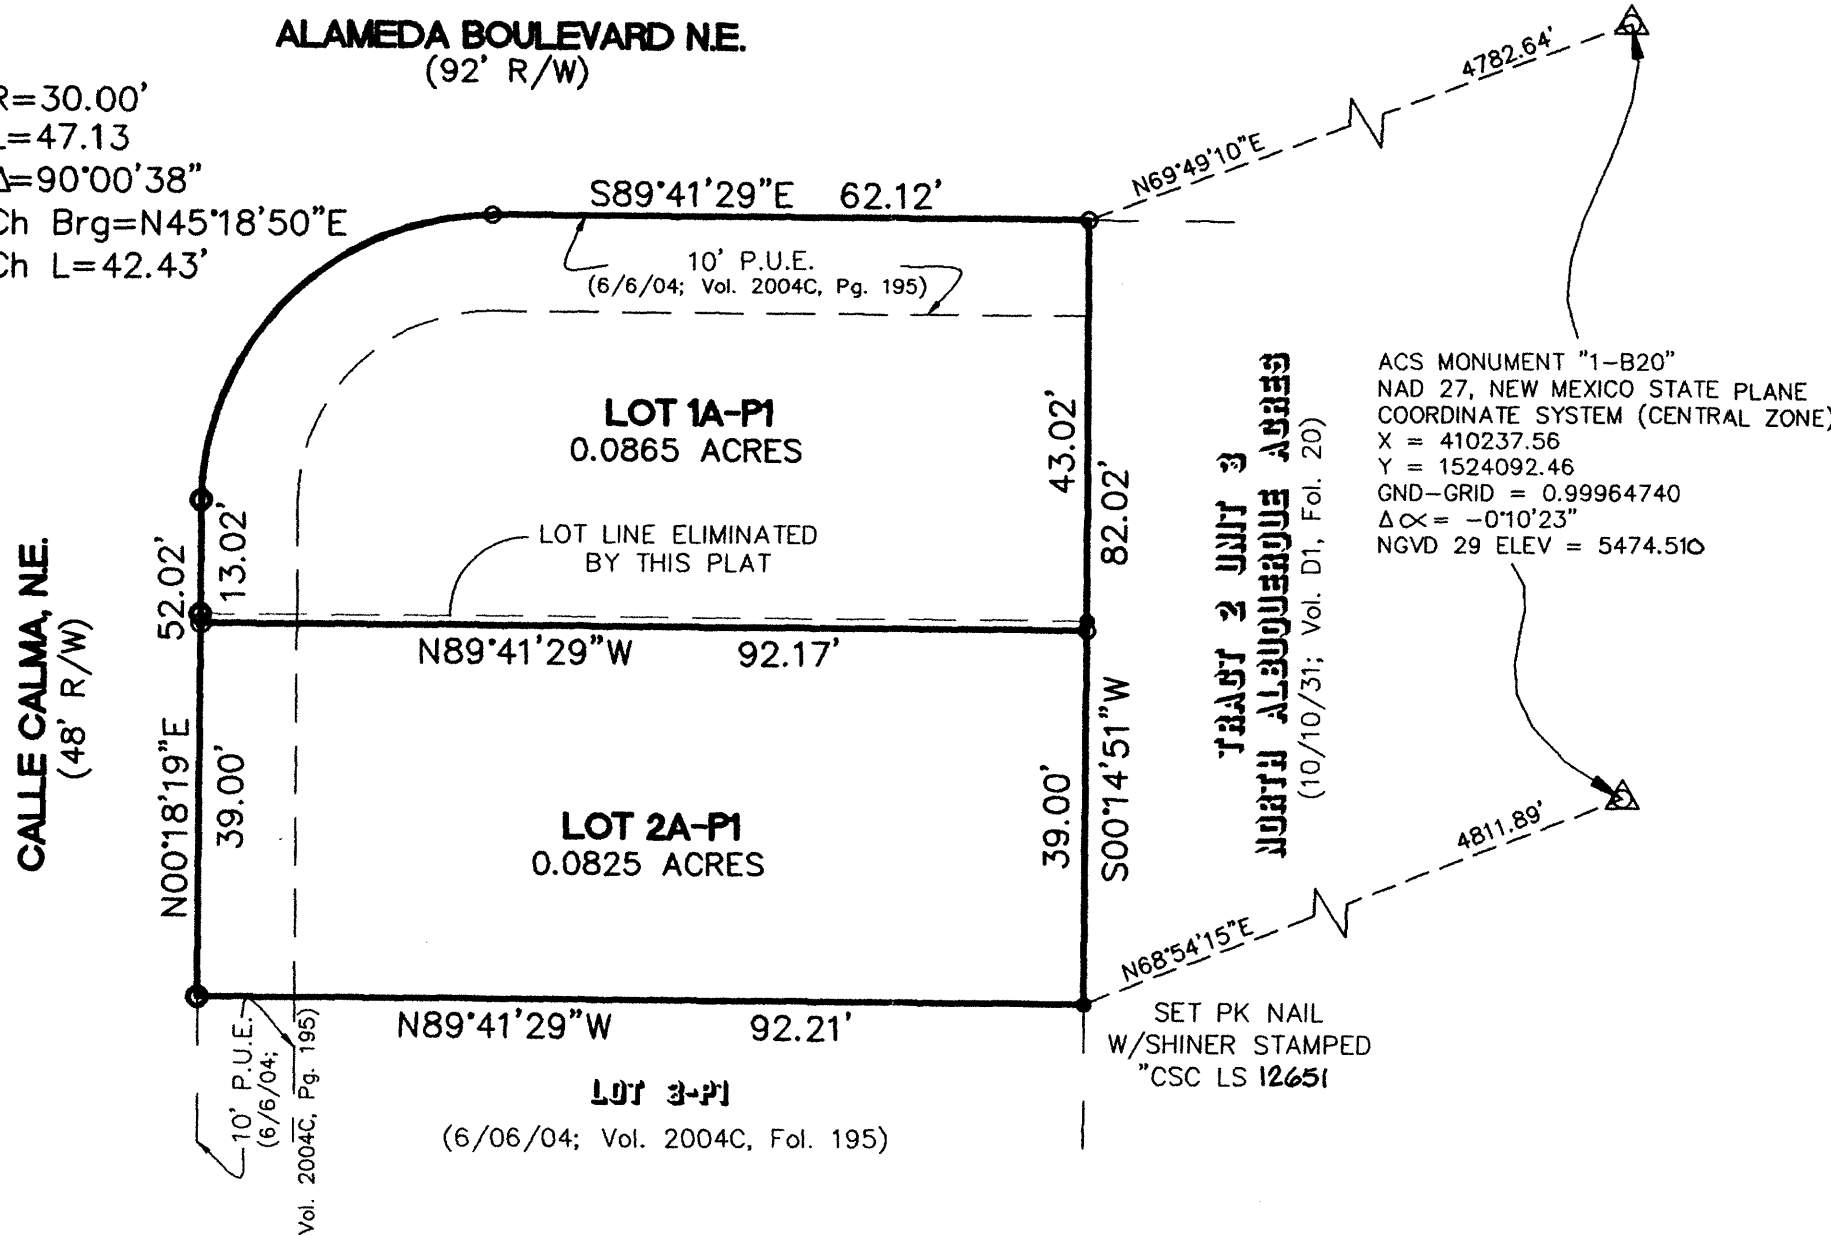 ALAMEDA BOULEVARD N.E.
(92' R/W)
R=30.00'
L=47.13
Δ=90°00'38"
Ch Brg=N45°18'50"E
Ch L=42.43'
S89°41'29"E 62.12'
N69°49'10"E
4782.64'
10' P.U.E.
(6/6/04; Vol. 2004C, Pg. 195)
LOT 1A-P1
0.0865 ACRES
43.02'
82.02'
LOT LINE ELIMINATED
BY THIS PLAT
52.02'
13.02'
N89°41'29"W 92.17'
CALLE CALMA, N.E.
(48' R/W)
N00°18'19"E
39.00'
LOT 2A-P1
0.0825 ACRES
39.00'
S00°14'51"W
TRACT 2 UNIT 3
NORTH ALBUQUERQUE ACRES
(10/10/31; Vol. D1, Fol. 20)
ACS MONUMENT "1-B20"
NAD 27, NEW MEXICO STATE PLANE
COORDINATE SYSTEM (CENTRAL ZONE)
X = 410237.56
Y = 1524092.46
GND-GRID = 0.99964740
Δ∝= -0°10'23"
NGVD 29 ELEV = 5474.510
4811.89'
N68°54'15"E
SET PK NAIL
W/SHINER STAMPED
"CSC LS 12651
N89°41'29"W 92.21'
10' P.U.E.
(6/6/04;
Vol. 2004C, Pg. 195)
LOT 3-P1
(6/06/04; Vol. 2004C, Fol. 195)